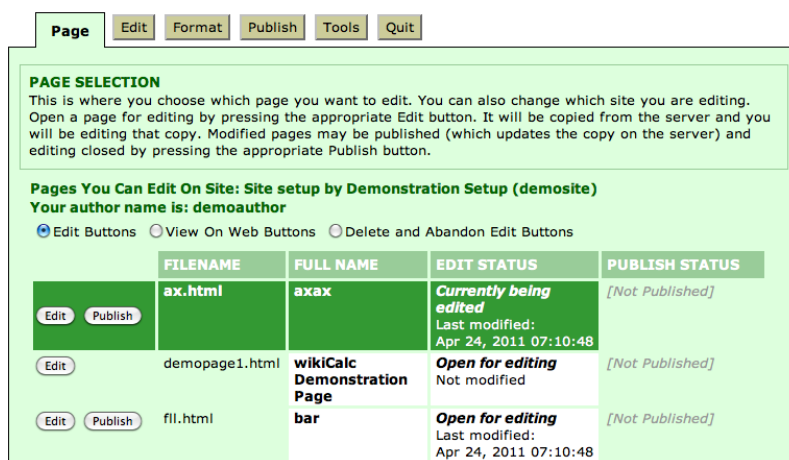 Page Edit Format Publish Tools Quit
PAGE SELECTION
This is where you choose which page you want to edit. You can also change which site you are editing.
Open a page for editing by pressing the appropriate Edit button. It will be copied from the server and you
will be editing that copy. Modified pages may be published (which updates the copy on the server) and
editing closed by pressing the appropriate Publish button.
Pages You Can Edit On Site: Site setup by Demonstration Setup (demosite)
Your author name is: demoauthor
Edit Buttons View On Web Buttons Delete and Abandon Edit Buttons
FILENAME FULL NAME EDIT STATUS PUBLISH STATUS
Edit Publish ax.html axax Currently being [Not Published]
edited
Last modified:
Apr 24, 2011 07:10:48
Edit demopage1.html wikiCalc Open for editing [Not Published]
Demonstration Not modified
Page
Edit Publish fll.html bar Open for editing [Not Published]
Last modified:
Apr 24, 2011 07:10:48